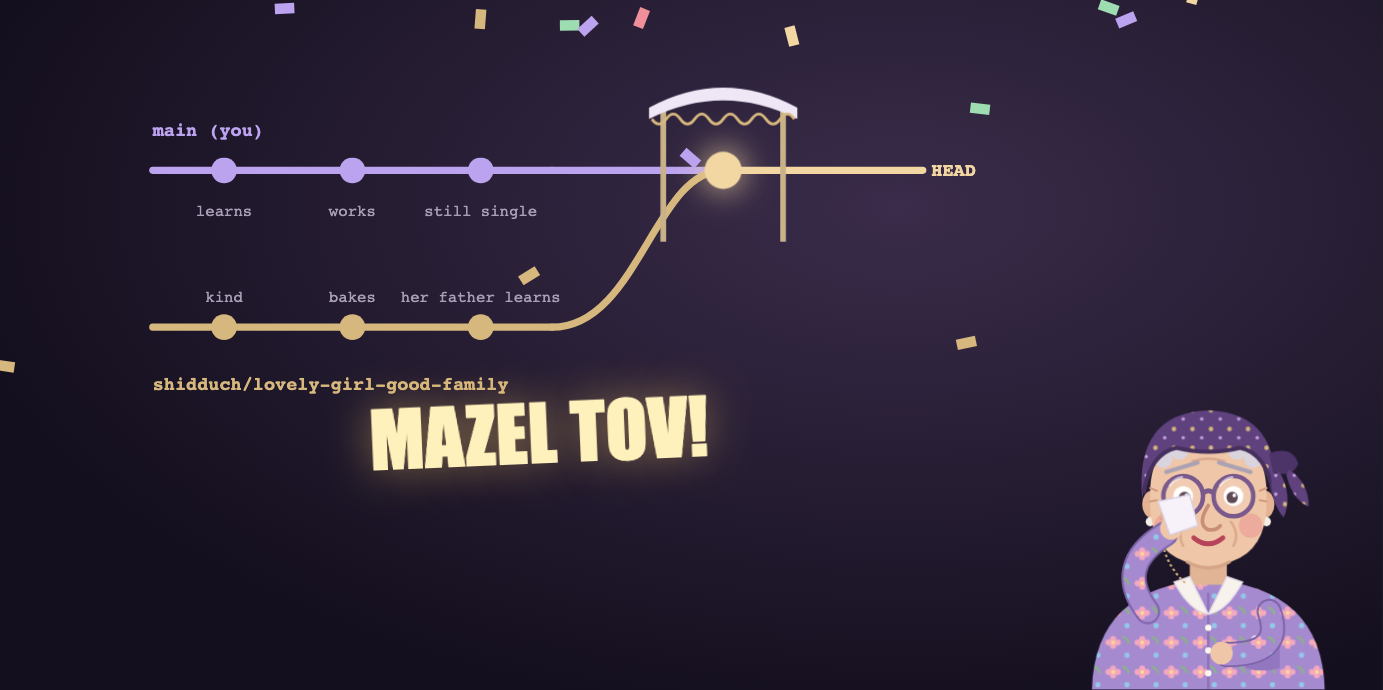 main (you)
HEAD
learns works still single
kind bakes her father learns
shidduch/lovely-girl-good-family
MAZEL TOV!